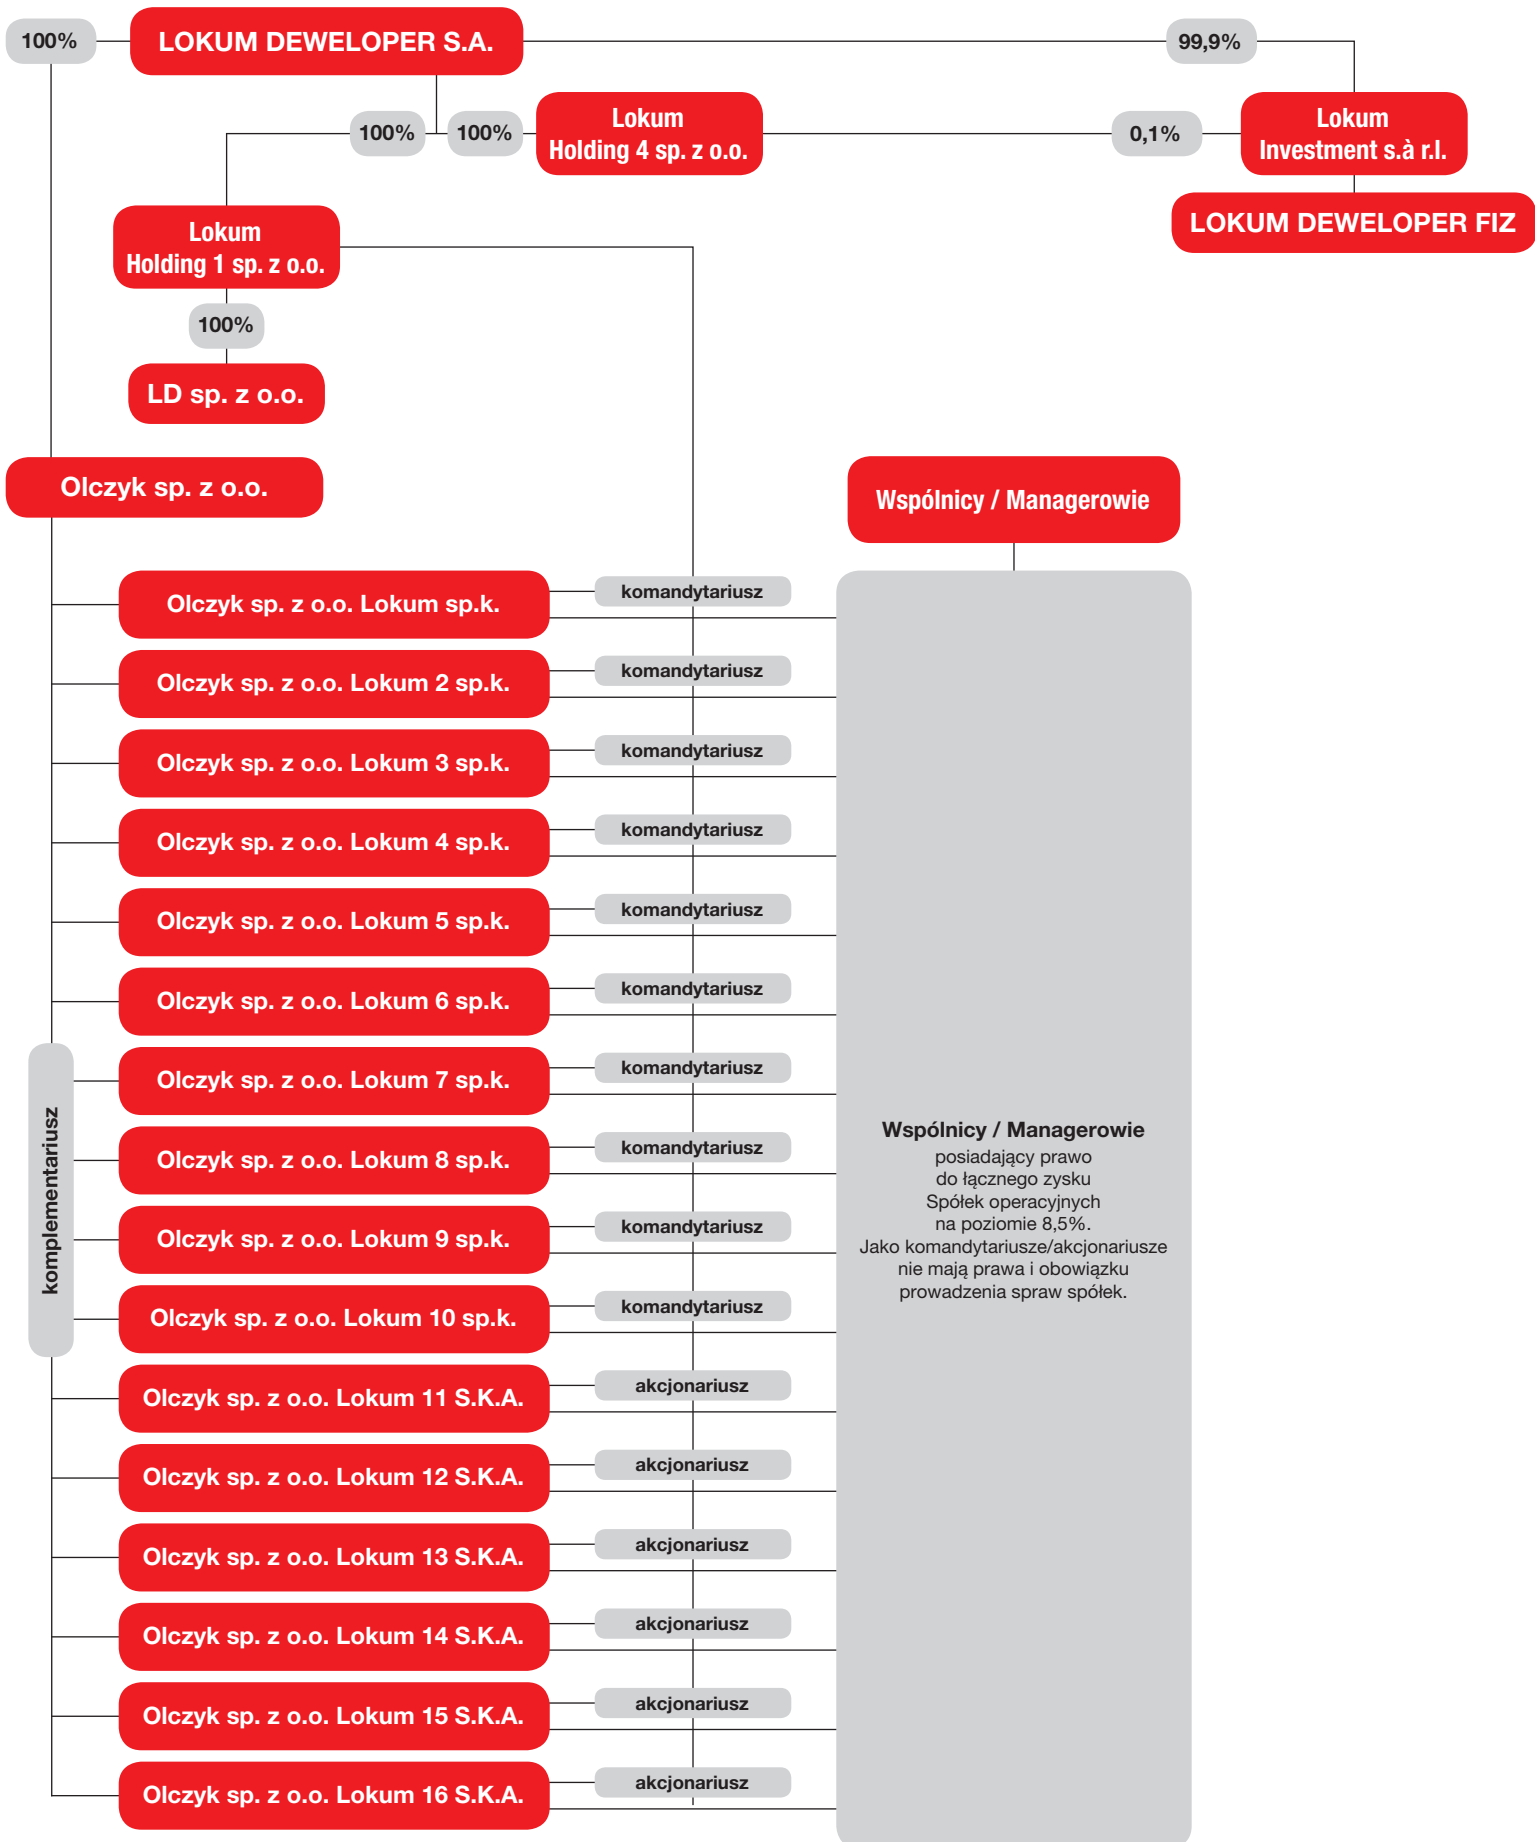 100%
LOKUM DEWELOPER S.A.
99,9%
100%
100%
Lokum
Holding 4 sp. z o.o.
0,1%
Lokum
Investment s.à r.l.
LOKUM DEWELOPER FIZ
Lokum
Holding 1 sp. z o.o.
100%
LD sp. z o.o.
Olczyk sp. z o.o.
Wspólnicy / Managerowie
Olczyk sp. z o.o. Lokum sp.k.
komandytariusz
Olczyk sp. z o.o. Lokum 2 sp.k.
komandytariusz
Olczyk sp. z o.o. Lokum 3 sp.k.
komandytariusz
Olczyk sp. z o.o. Lokum 4 sp.k.
komandytariusz
Olczyk sp. z o.o. Lokum 5 sp.k.
komandytariusz
Olczyk sp. z o.o. Lokum 6 sp.k.
komandytariusz
Olczyk sp. z o.o. Lokum 7 sp.k.
komandytariusz
Olczyk sp. z o.o. Lokum 8 sp.k.
komandytariusz
Olczyk sp. z o.o. Lokum 9 sp.k.
komandytariusz
Olczyk sp. z o.o. Lokum 10 sp.k.
komandytariusz
Olczyk sp. z o.o. Lokum 11 S.K.A.
akcjonariusz
Olczyk sp. z o.o. Lokum 12 S.K.A.
akcjonariusz
Olczyk sp. z o.o. Lokum 13 S.K.A.
akcjonariusz
Olczyk sp. z o.o. Lokum 14 S.K.A.
akcjonariusz
Olczyk sp. z o.o. Lokum 15 S.K.A.
akcjonariusz
Olczyk sp. z o.o. Lokum 16 S.K.A.
akcjonariusz
komplementariusz
Wspólnicy / Managerowie
posiadający prawo
do łącznego zysku
Spółek operacyjnych
na poziomie 8,5%.
Jako komandytariusze/akcjonariusze
nie mają prawa i obowiązku
prowadzenia spraw spółek.